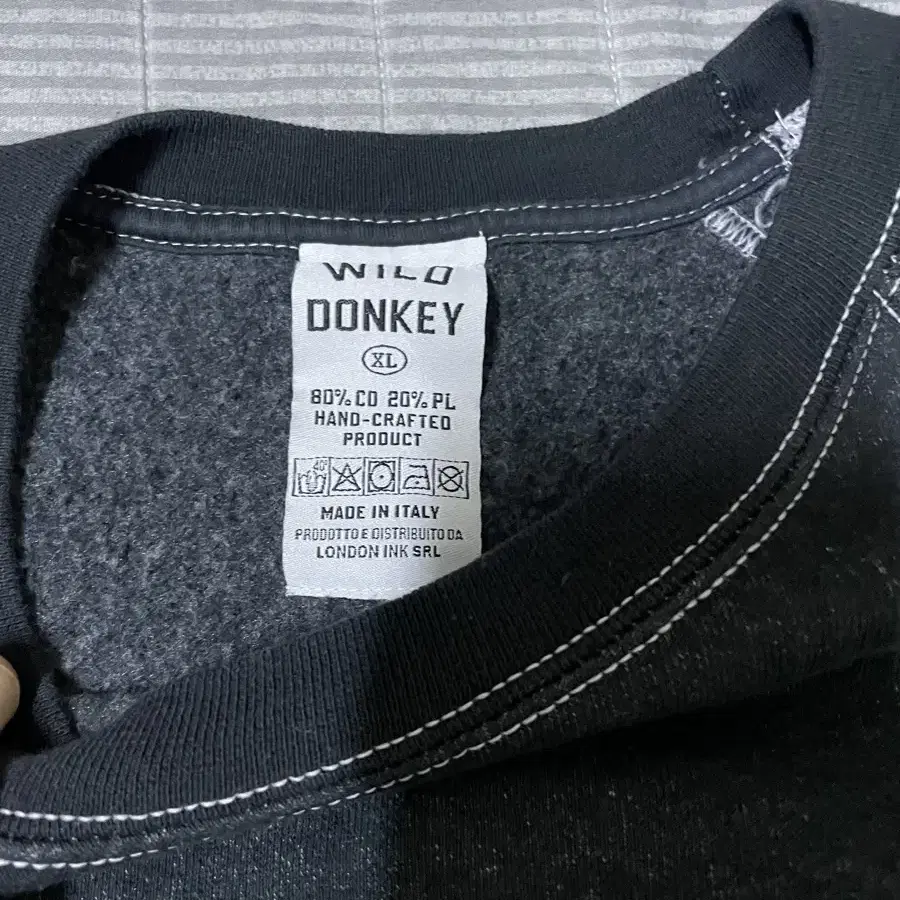 WILD
DONKEY
XL
80% CO 20% PL
HAND-CRAFTED
PRODUCT
40°
MADE IN ITALY
PRODOTTO E DISTRIBUITO DA
LONDON INK SRL